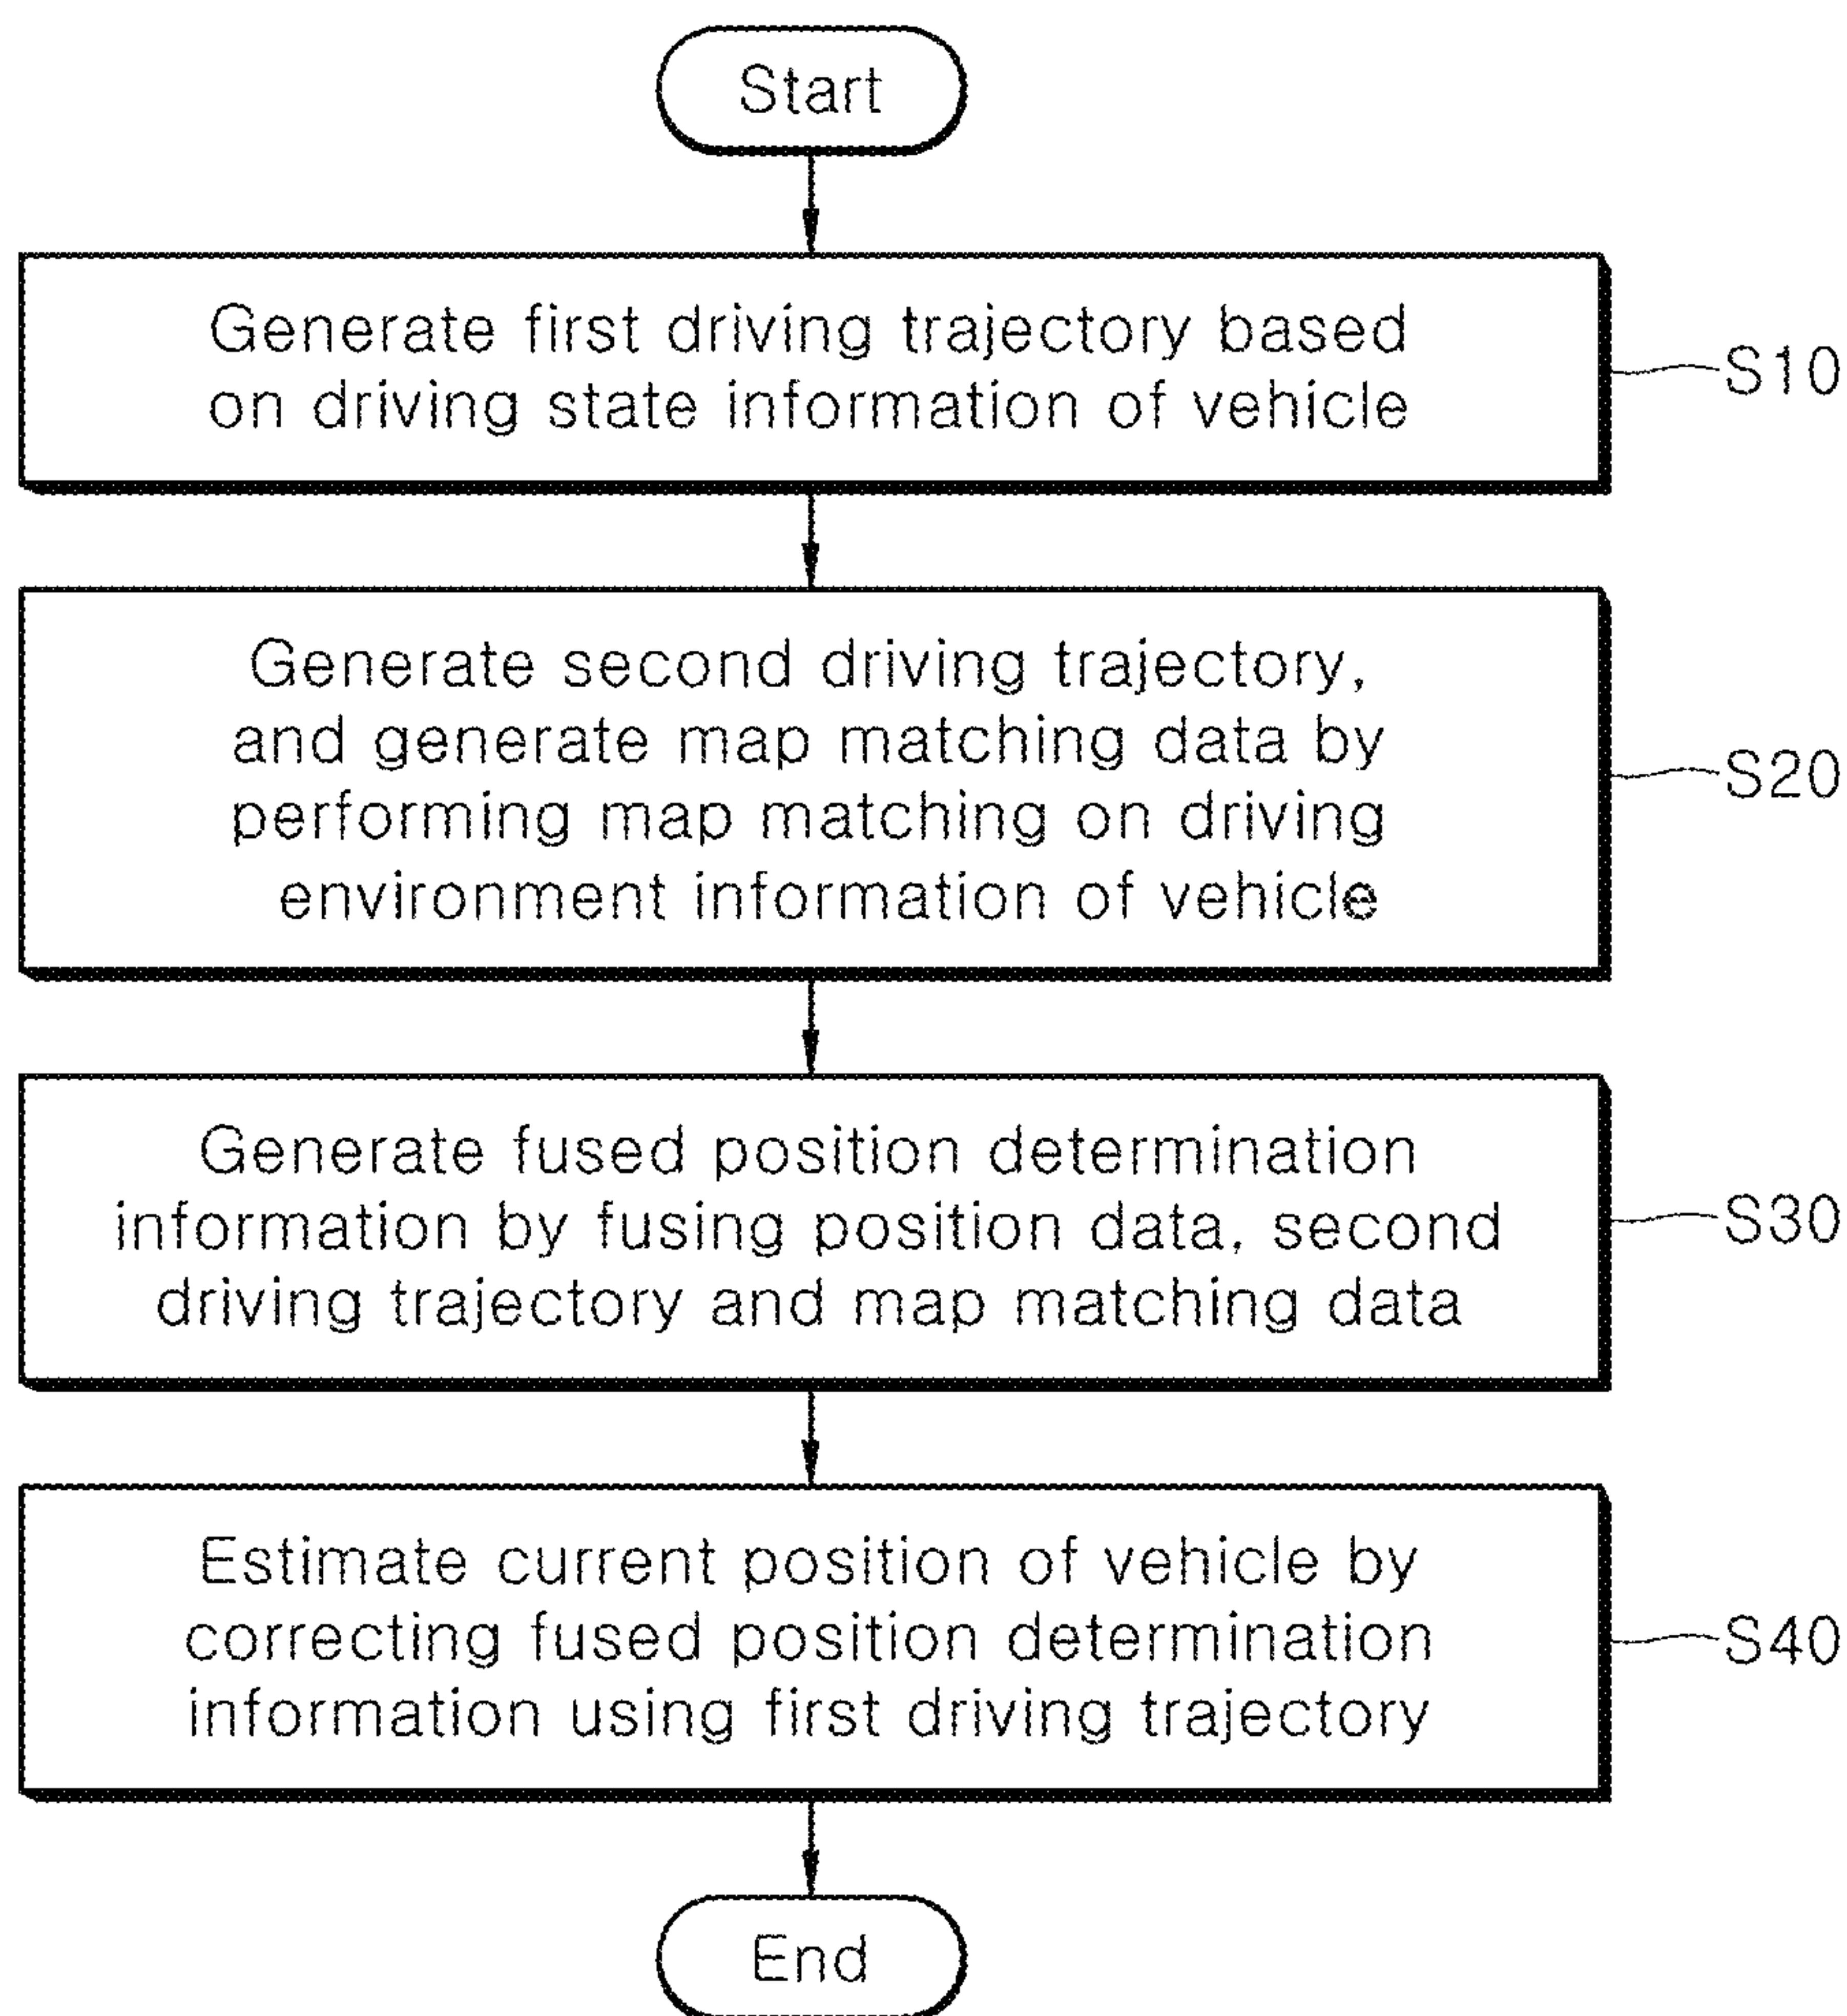 Start
Generate first driving trajectory based
on driving state information of vehicle
S10
Generate second driving trajectory,
and generate map matching data by
performing map matching on driving
environment information of vehicle
S20
Generate fused position determination
information by fusing position data, second
driving trajectory and map matching data
S30
Estimate current position of vehicle by
correcting fused position determination
information using first driving trajectory
S40
End